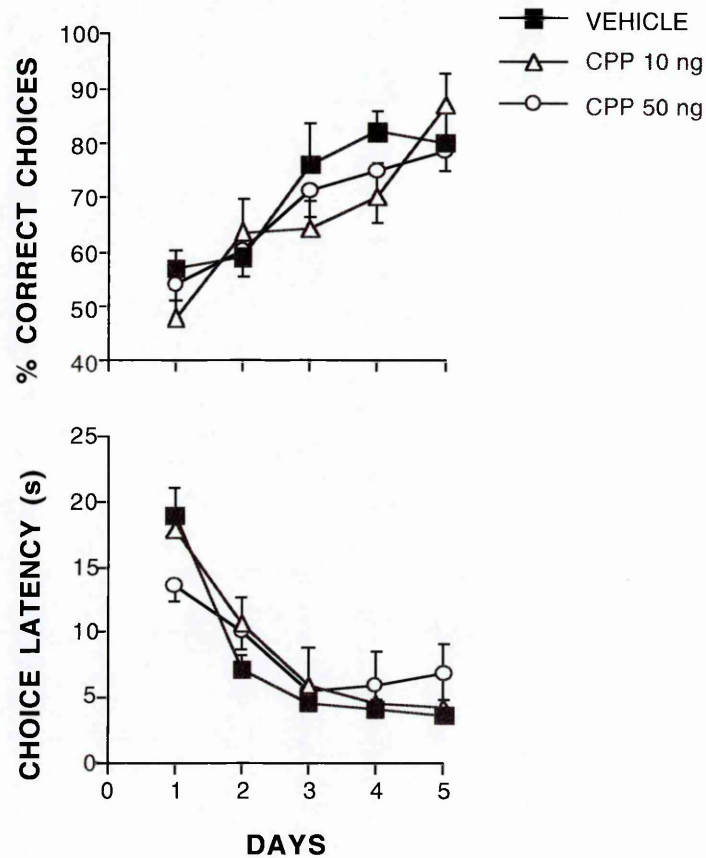 VEHICLE
CPP 10 ng
CPP 50 ng
% CORRECT CHOICES
100
90
80
70
60
50
40
CHOICE LATENCY (s)
25
20
15
10
5
0
0 1 2 3 4 5
DAYS